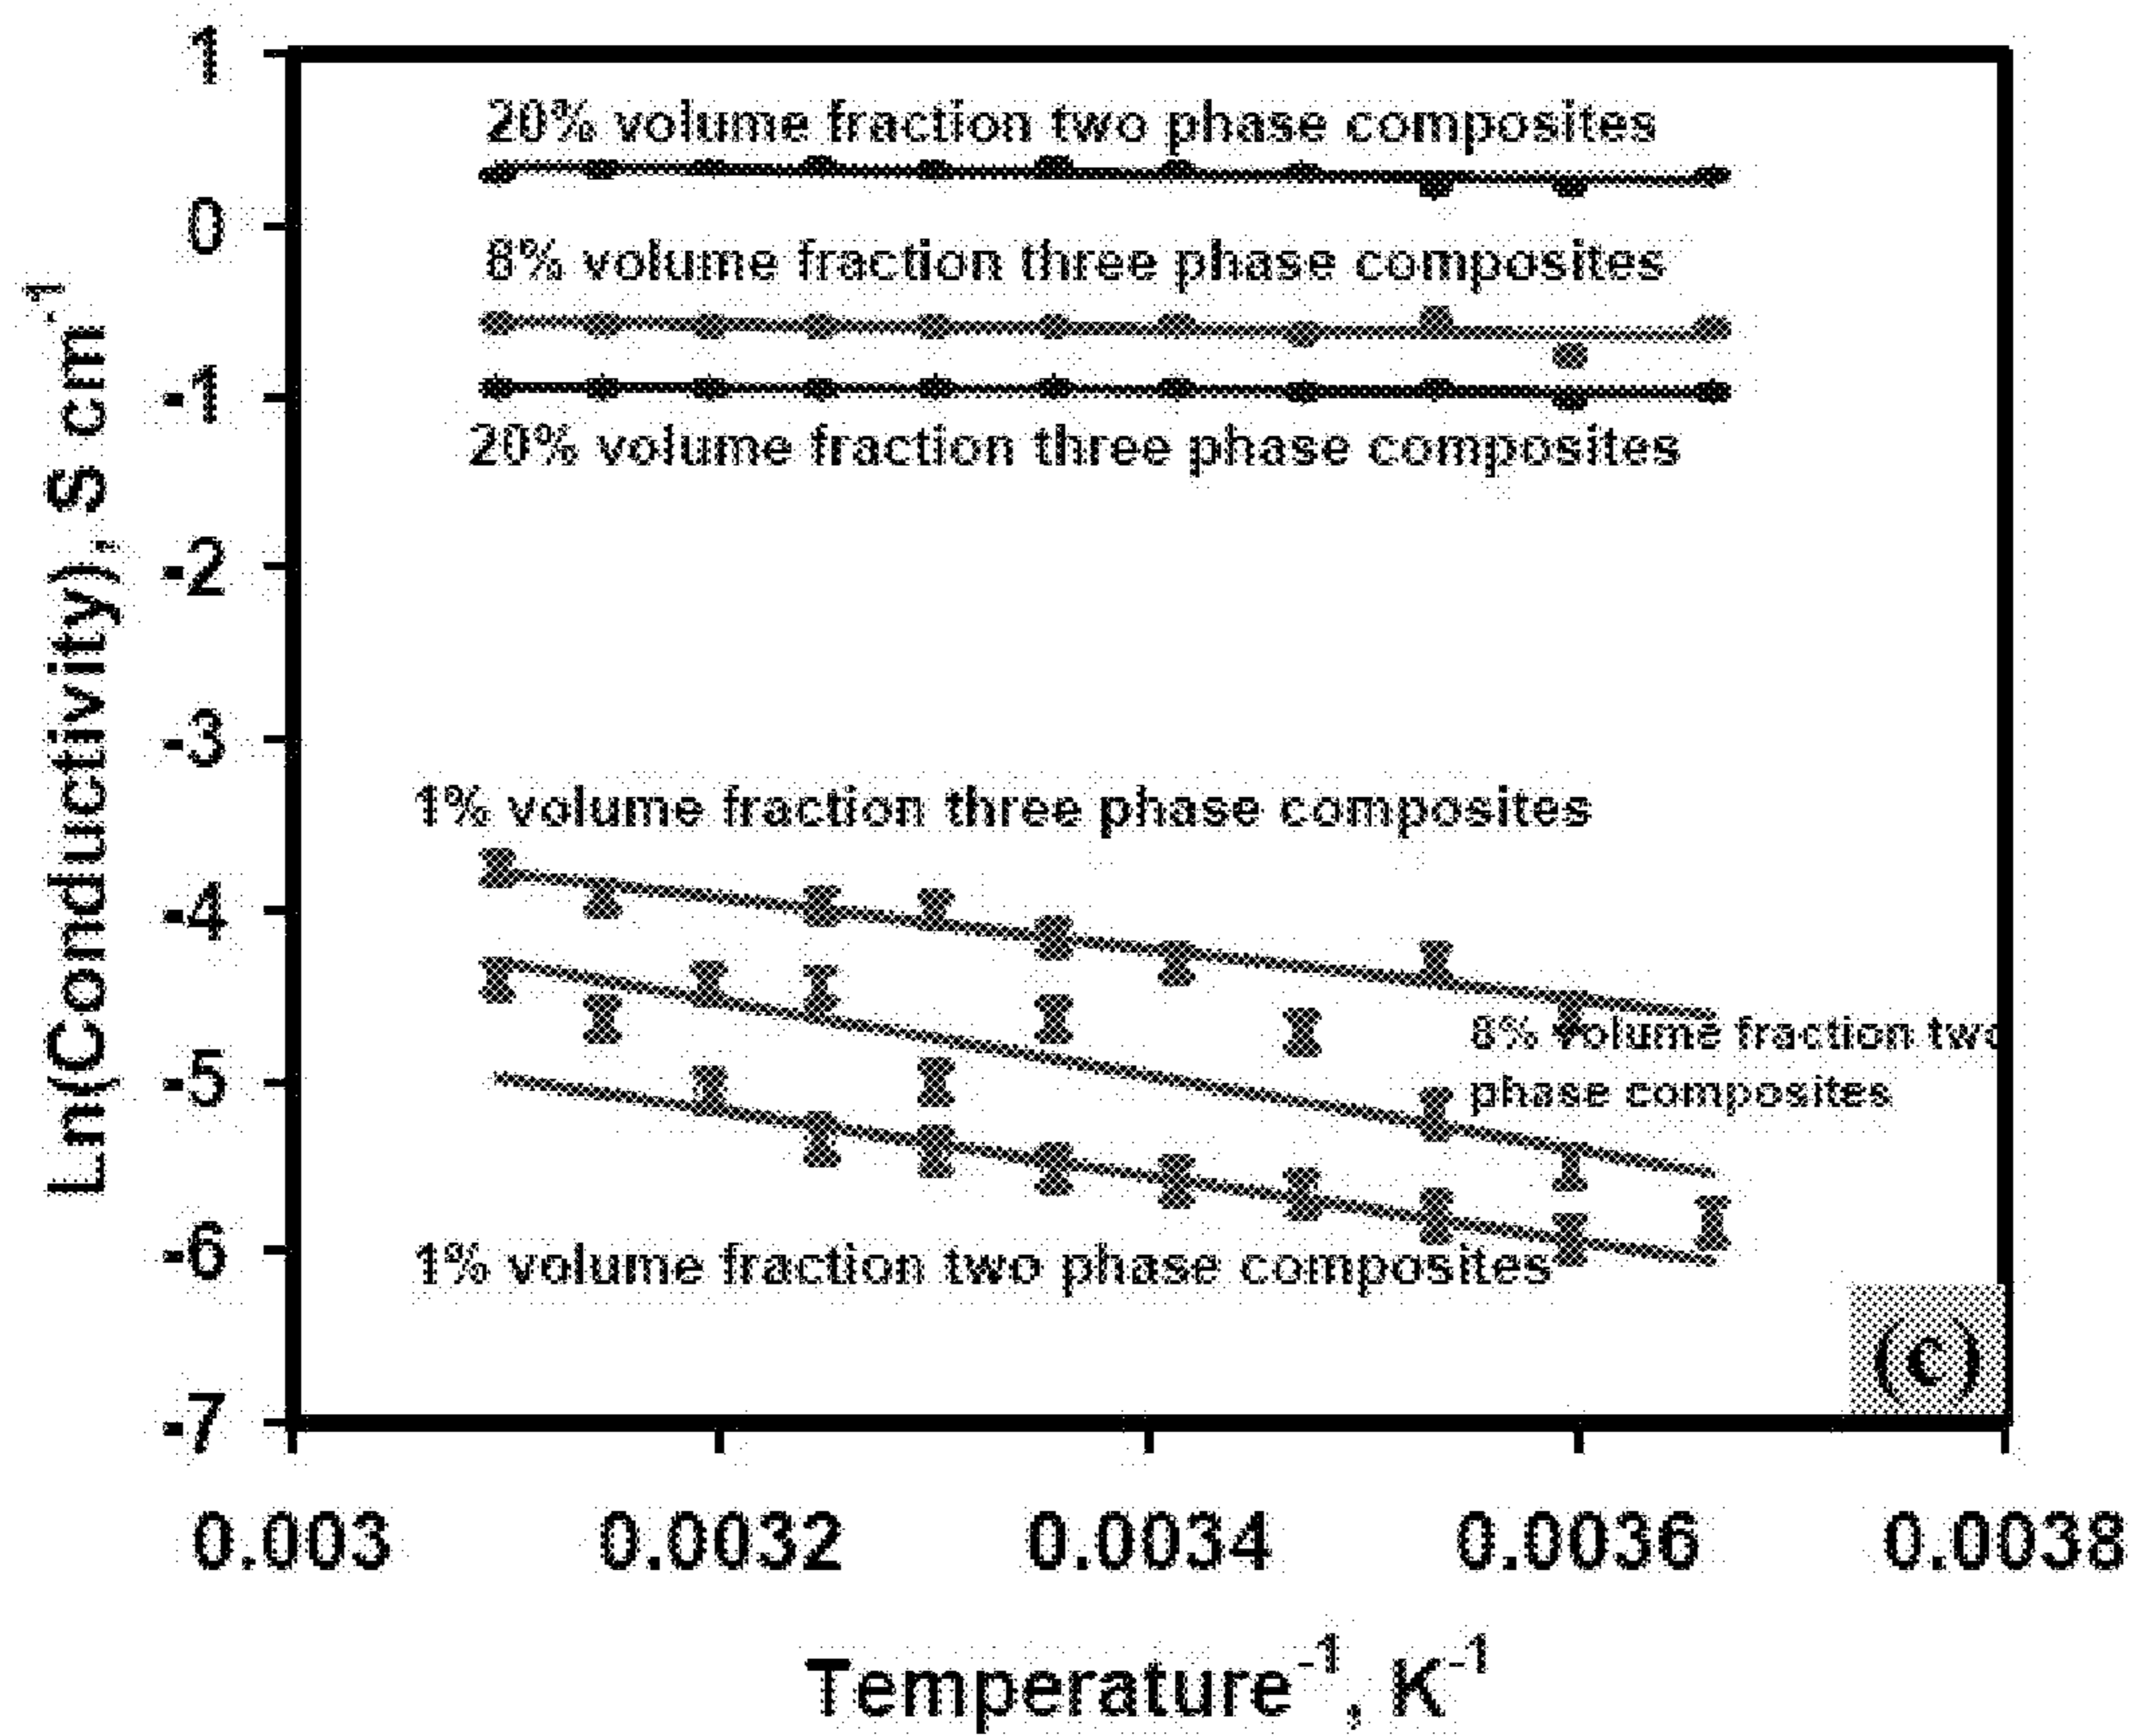 1
20% volume fraction two phase composites
0
8% volume fraction three phase composites
-1
20% volume fraction three phase composites
-2
-3
1% volume fraction three phase composites
-4
8% volume fraction two
phase composites
-5
-6
1% volume fraction two phase composites
(c)
-7
Ln(Conductivity), S cm-1
0.003 0.0032 0.0034 0.0036 0.0038
Temperature-1, K-1